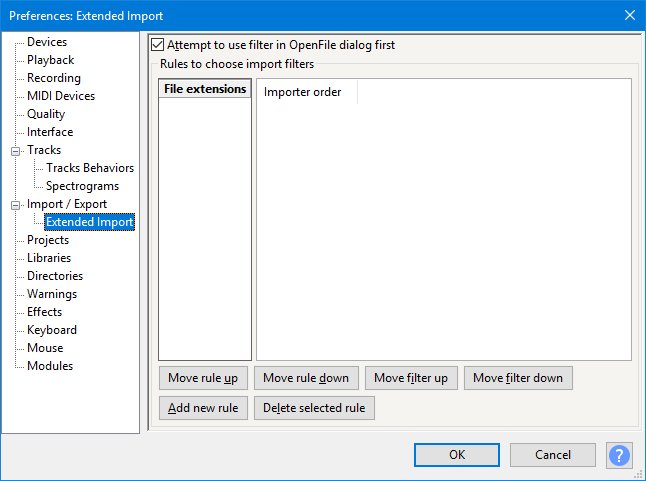 Preferences: Extended Import
Devices
Playback
Recording
MIDI Devices
Quality
Interface
Tracks
Tracks Behaviors
Spectrograms
Import / Export
Extended Import
Projects
Libraries
Directories
Warnings
Effects
Keyboard
Mouse
Modules
Attempt to use filter in OpenFile dialog first
Rules to choose import filters
File extensions
Importer order
Move rule up
Move rule down
Move filter up
Move filter down
Add new rule
Delete selected rule
OK
Cancel
?